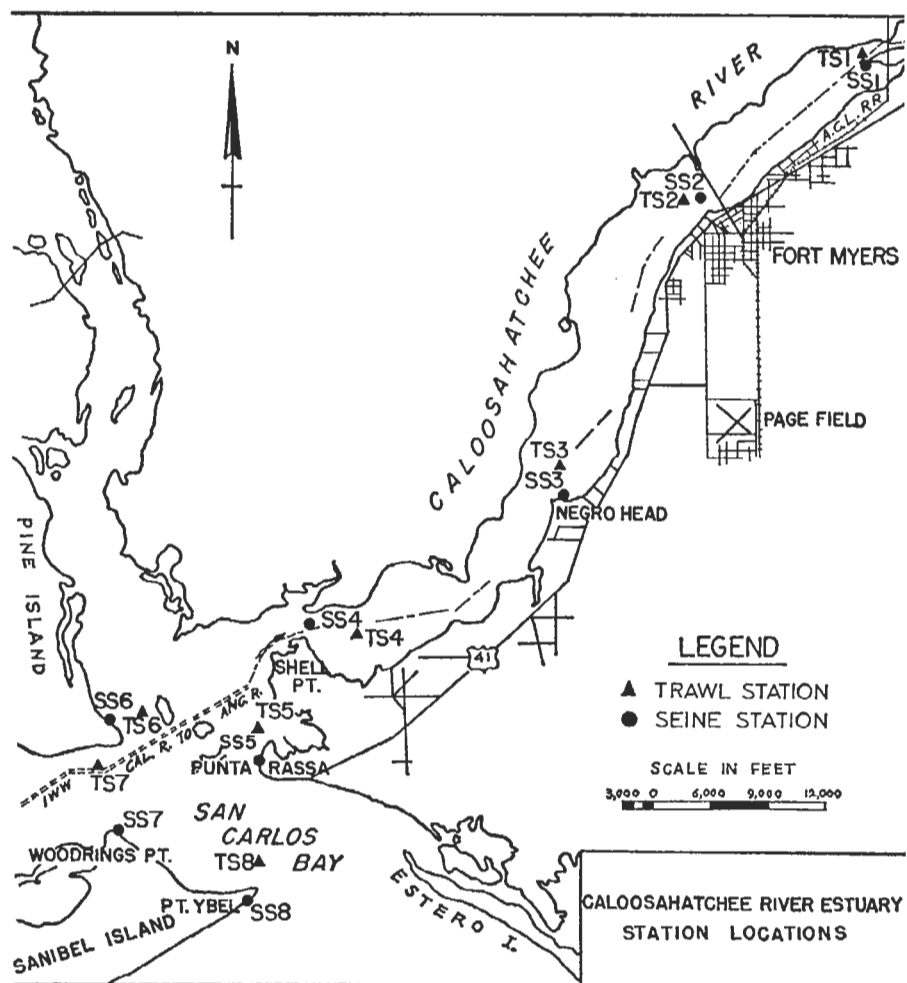 N
RIVER
TS1
SS1
A.C.L. R.R.
SS2
TS2
FORT MYERS
CALOOSAHATCHEE
PAGE FIELD
TS3
SS3
NEGRO HEAD
PINE ISLAND
SS4
TS4
41
SHELL
PT.
LEGEND
▲ TRAWL STATION
● SEINE STATION
SS6
TS6
TS5
SS5
IWW CAL. R. TO ANC. R.
PUNTA RASSA
TS7
SCALE IN FEET
3,000 0 6,000 9,000 12,000
SS7
SAN
CARLOS
BAY
WOODRINGS PT.
TS8
PT. YBEL
SS8
ESTERO I.
SANIBEL ISLAND
CALOOSAHATCHEE RIVER ESTUARY
STATION LOCATIONS